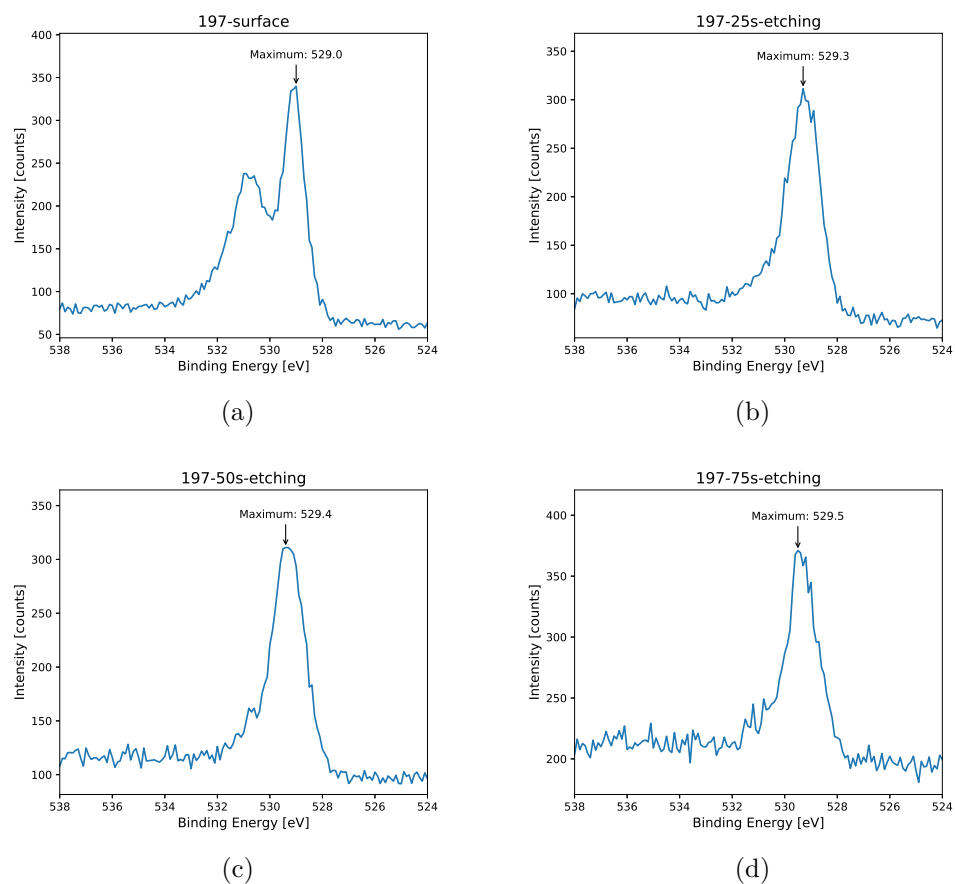 197-surface
Maximum: 529.0
Intensity [counts]
400
350
300
250
200
150
100
50
538 536 534 532 530 528 526 524
Binding Energy [eV]
(a)
197-25s-etching
Maximum: 529.3
Intensity [counts]
350
300
250
200
150
100
538 536 534 532 530 528 526 524
Binding Energy [eV]
(b)
197-50s-etching
Maximum: 529.4
Intensity [counts]
350
300
250
200
150
100
538 536 534 532 530 528 526 524
Binding Energy [eV]
(c)
197-75s-etching
Maximum: 529.5
Intensity [counts]
400
350
300
250
200
538 536 534 532 530 528 526 524
Binding Energy [eV]
(d)